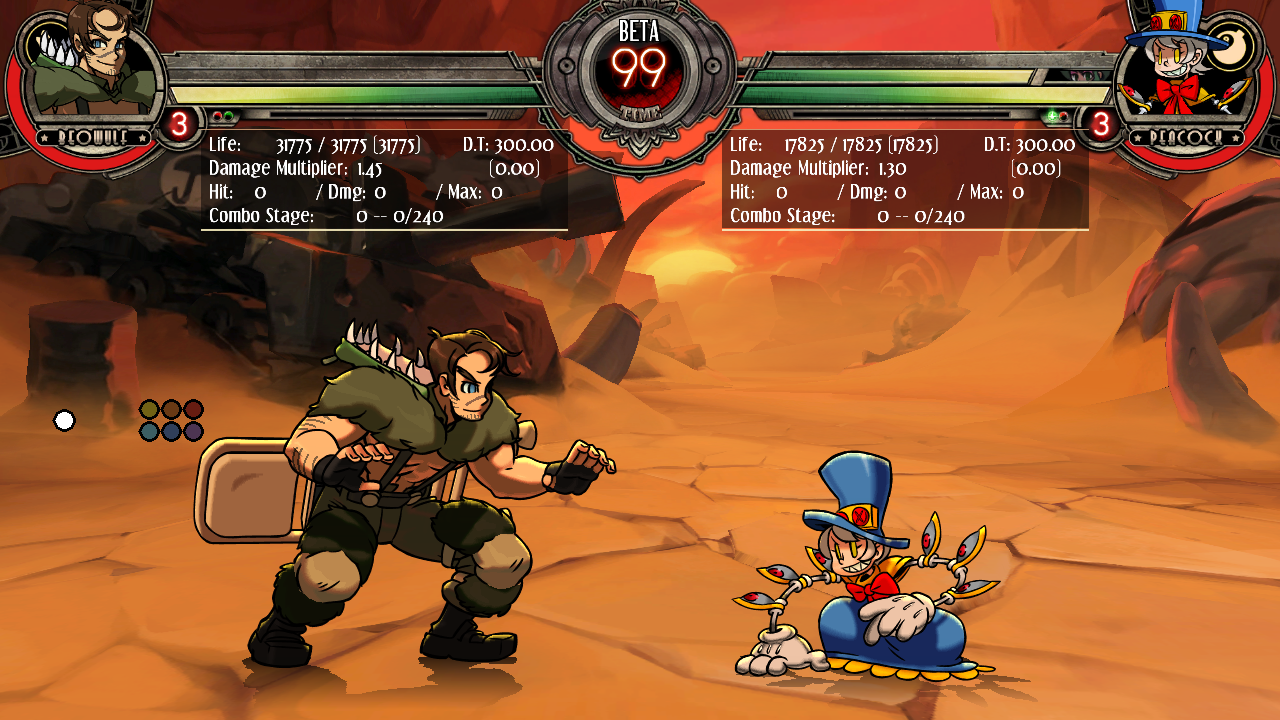 BETA
99
TIME
BEOWULF
3
3
PEACOCK
Life: 31775 / 31775 (31775) D.T: 300.00
Damage Multiplier: 1.45 (0.00)
Hit: 0 / Dmg: 0 / Max: 0
Combo Stage: 0 -- 0/240
Life: 17825 / 17825 (17825) D.T: 300.00
Damage Multiplier: 1.30 (0.00)
Hit: 0 / Dmg: 0 / Max: 0
Combo Stage: 0 -- 0/240